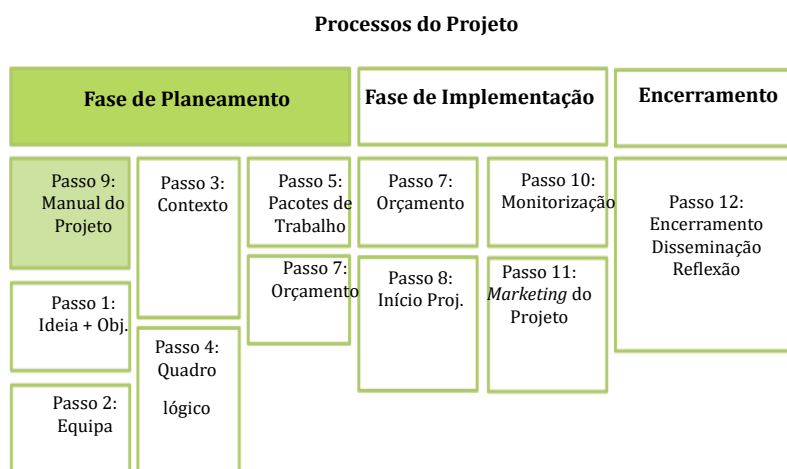 Processos do Projeto
Fase de Planeamento
Fase de Implementação
Encerramento
Passo 9:
Manual do
Projeto
Passo 1:
Ideia + Obj.
Passo 2:
Equipa
Passo 3:
Contexto
Passo 4:
Quadro
lógico
Passo 5:
Pacotes de
Trabalho
Passo 7:
Orçamento
Passo 7:
Orçamento
Passo 8:
Início Proj.
Passo 10:
Monitorização
Passo 11:
Marketing do
Projeto
Passo 12:
Encerramento
Disseminação
Reflexão